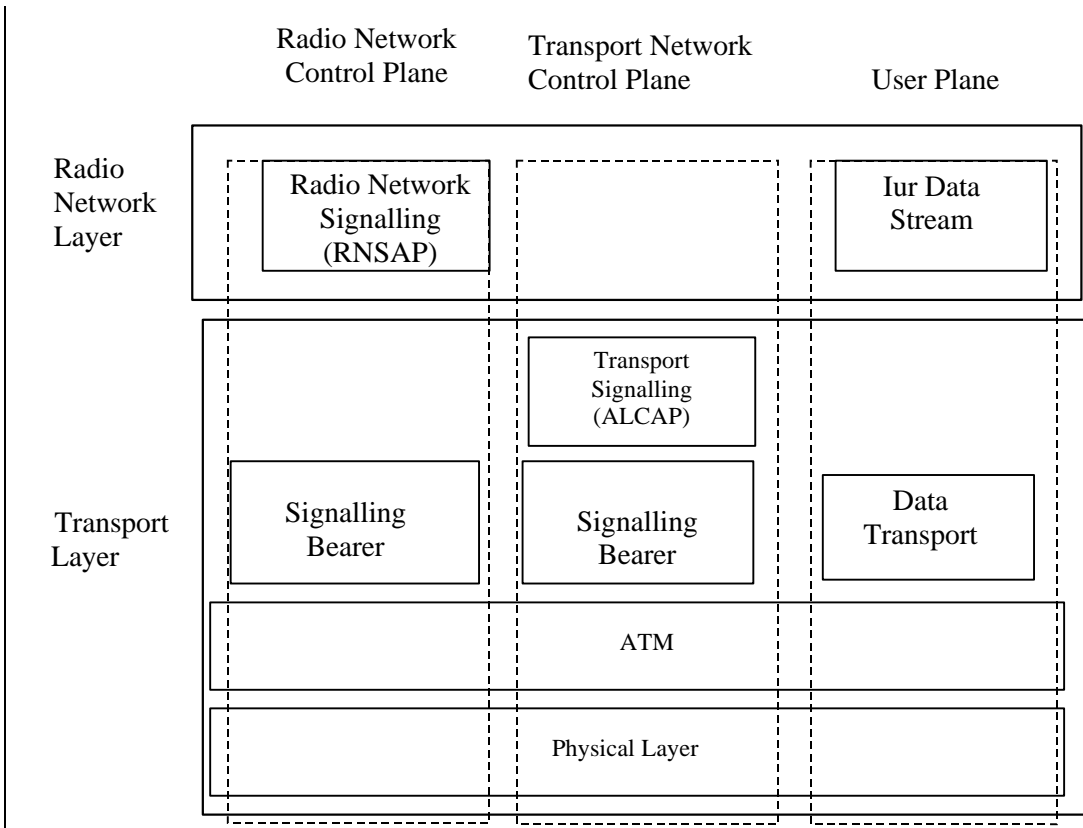 Radio Network
Control Plane
Transport Network
Control Plane
User Plane
Radio
Network
Layer
Radio Network
Signalling
(RNSAP)
Iur Data
Stream
Transport
Signalling
(ALCAP)
Transport
Layer
Signalling
Bearer
Signalling
Bearer
Data
Transport
ATM
Physical Layer